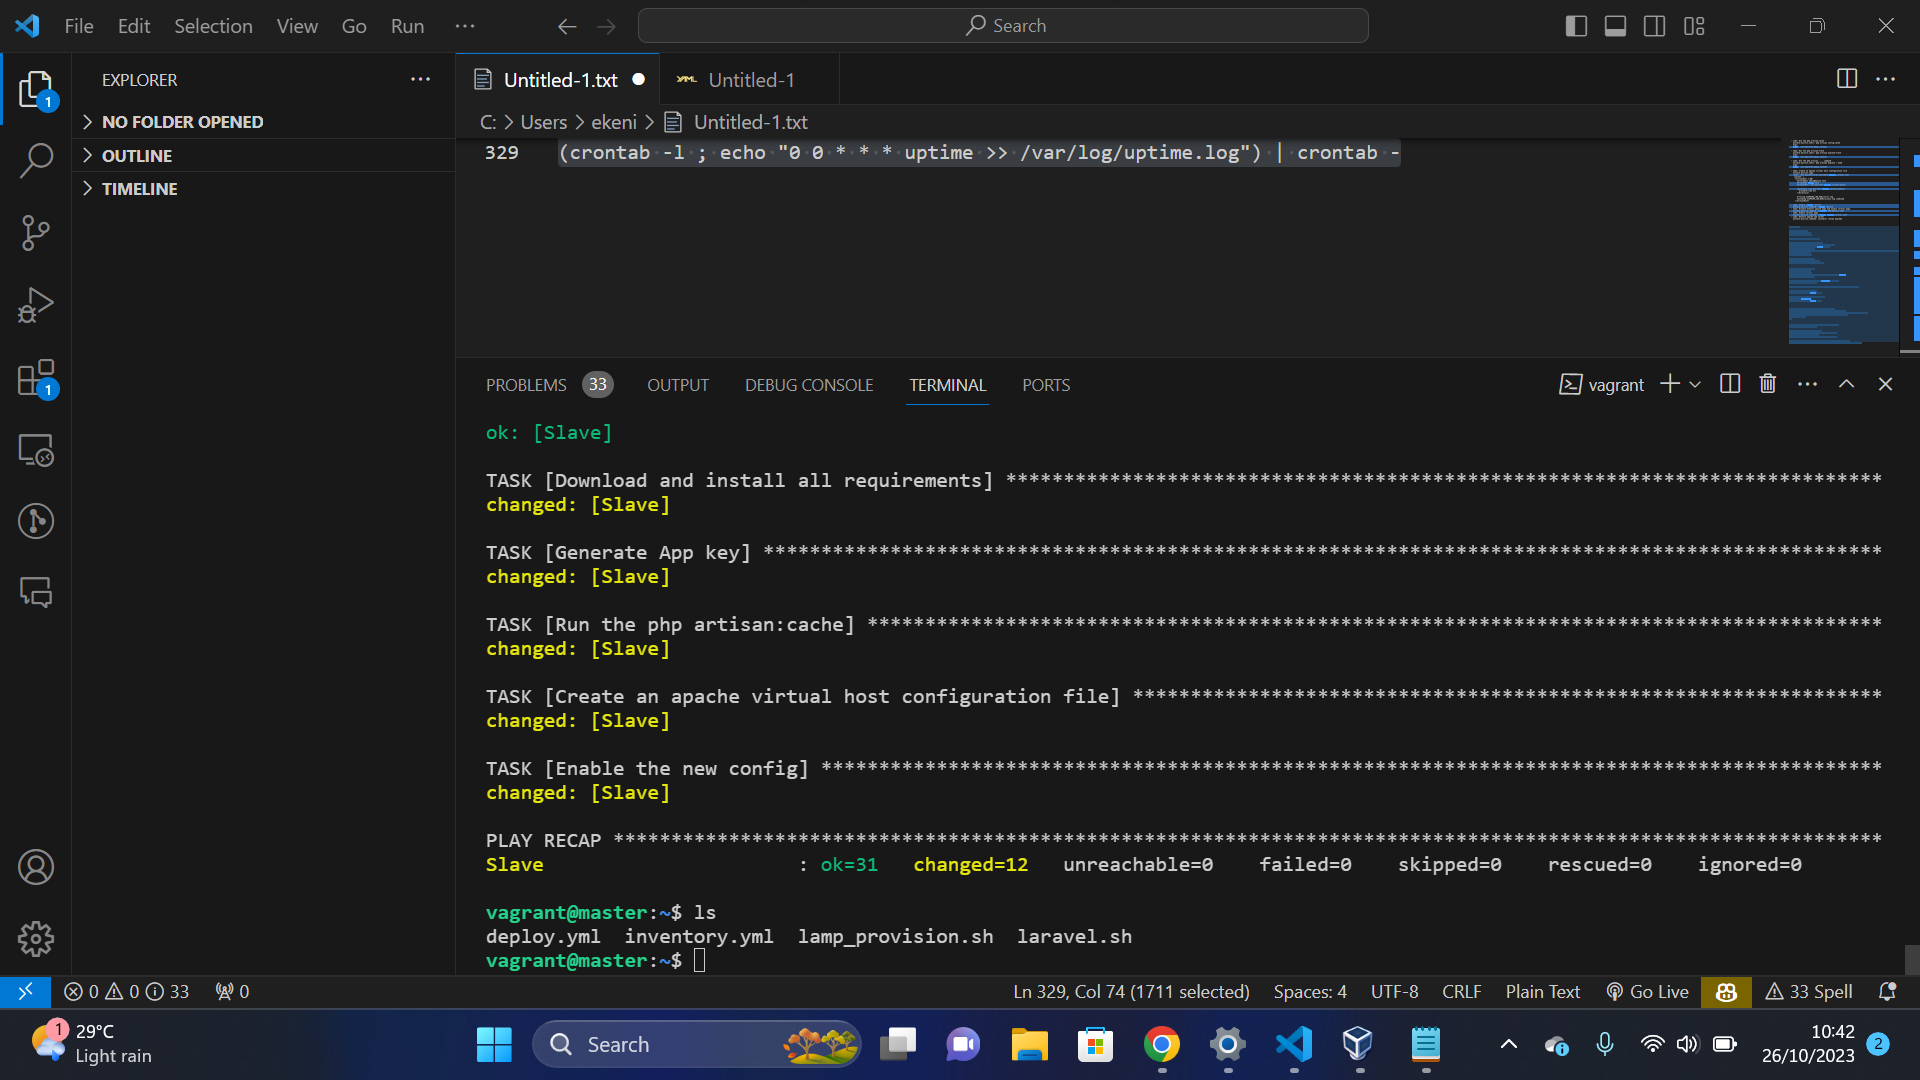 File Edit Selection View Go Run ···
Search
EXPLORER
NO FOLDER OPENED
OUTLINE
TIMELINE
1
1
Untitled-1.txt
YAML Untitled-1
C: > Users > ekeni > Untitled-1.txt
329 (crontab -l ; echo "0 0 * * * uptime >> /var/log/uptime.log") | crontab -
PROBLEMS 33 OUTPUT DEBUG CONSOLE TERMINAL PORTS
vagrant
ok: [Slave]
TASK [Download and install all requirements] ****************************************************************************
changed: [Slave]
TASK [Generate App key] *************************************************************************************************
changed: [Slave]
TASK [Run the php artisan:cache] ****************************************************************************************
changed: [Slave]
TASK [Create an apache virtual host configuration file] *****************************************************************
changed: [Slave]
TASK [Enable the new config] ********************************************************************************************
changed: [Slave]
PLAY RECAP **************************************************************************************************************
Slave : ok=31 changed=12 unreachable=0 failed=0 skipped=0 rescued=0 ignored=0
vagrant@master:~$ ls
deploy.yml inventory.yml lamp_provision.sh laravel.sh
vagrant@master:~$
0 0 33 0
Ln 329, Col 74 (1711 selected) Spaces: 4 UTF-8 CRLF Plain Text Go Live 33 Spell
1 29°C
Light rain
Search
10:42
26/10/2023
2